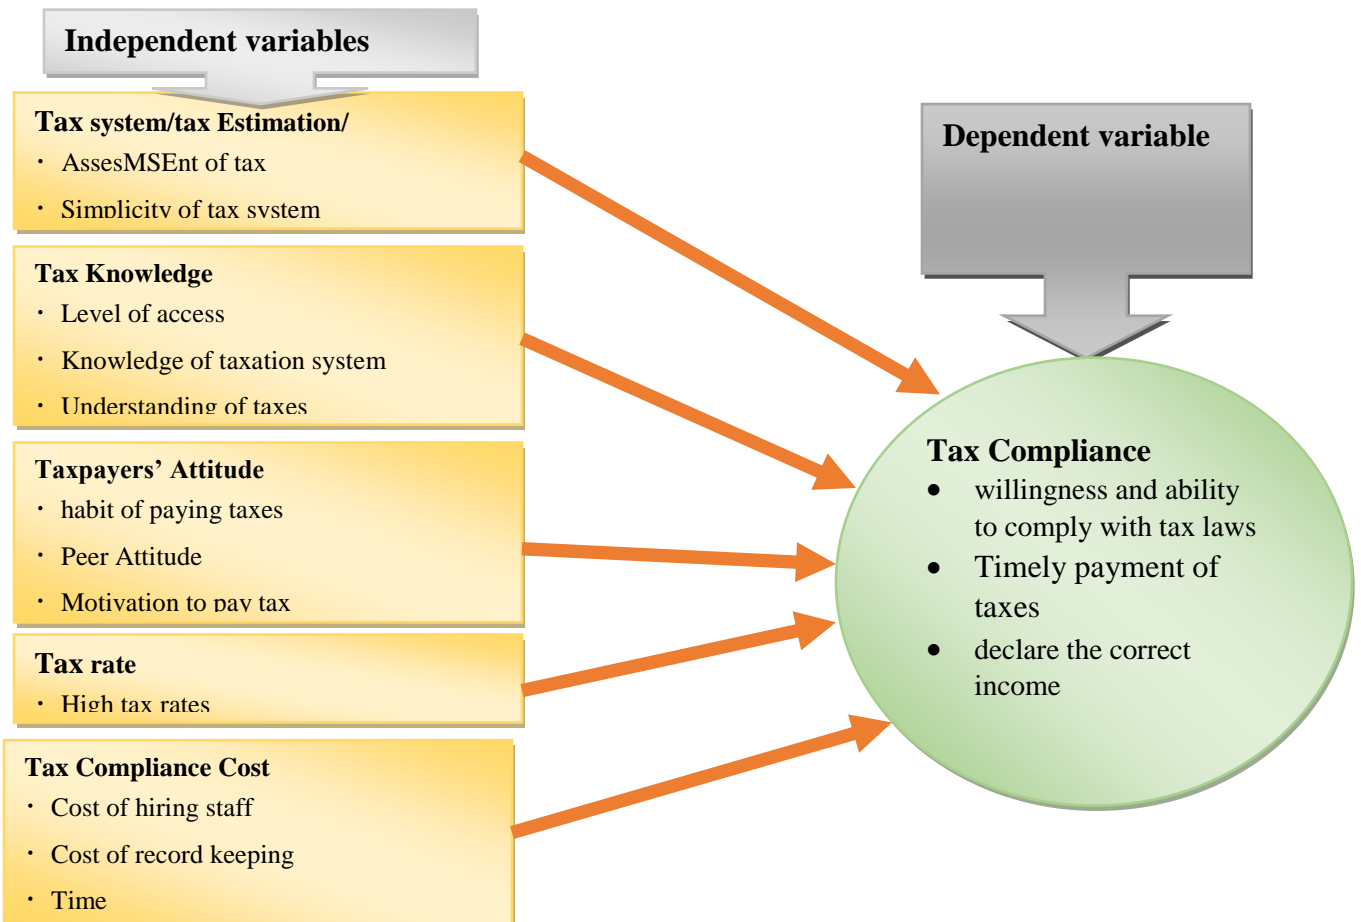 Independent variables
Tax system/tax Estimation/
· AssesMSEnt of tax
· Simplicity of tax system
Tax Knowledge
· Level of access
· Knowledge of taxation system
· Understanding of taxes
Taxpayers’ Attitude
· habit of paying taxes
· Peer Attitude
· Motivation to pay tax
Tax rate
· High tax rates
Tax Compliance Cost
· Cost of hiring staff
· Cost of record keeping
· Time
Dependent variable
Tax Compliance
• willingness and ability
to comply with tax laws
• Timely payment of
taxes
• declare the correct
income